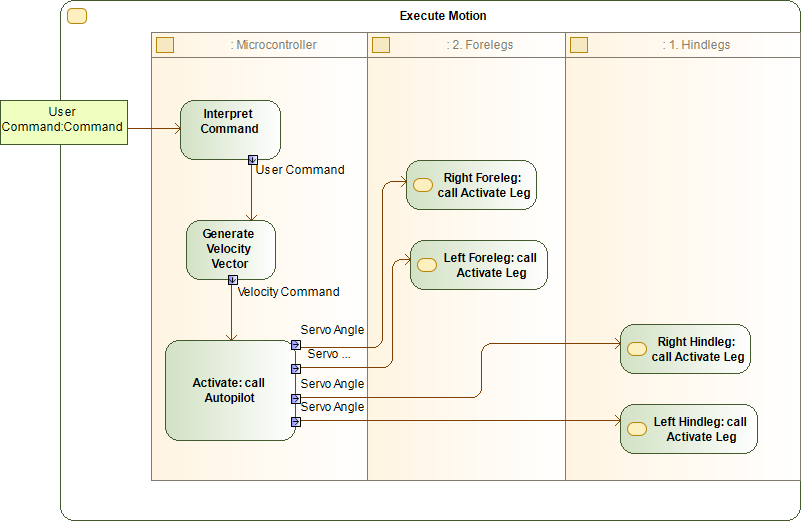 Execute Motion
: Microcontroller
: 2. Forelegs
: 1. Hindlegs
User
Command:Command
Interpret
Command
User Command
Right Foreleg:
call Activate Leg
Generate
Velocity
Vector
Left Foreleg: call
Activate Leg
Velocity Command
Servo Angle
Servo ...
Right Hindleg:
call Activate Leg
Activate: call
Autopilot
Servo Angle
Servo Angle
Left Hindleg: call
Activate Leg